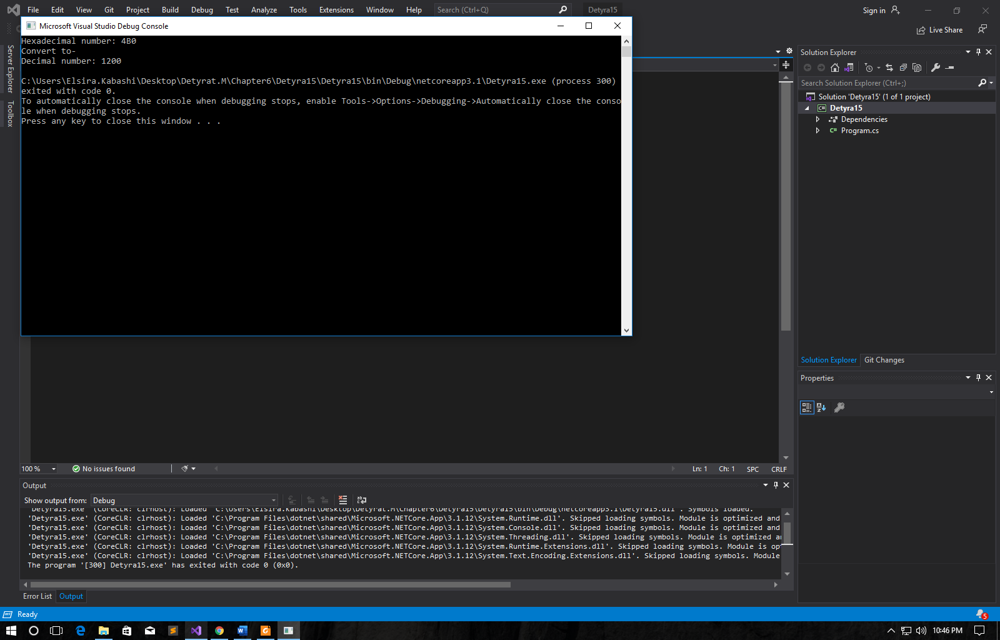 File Edit View Git Project Build Debug Test Analyze Tools Extensions Window Help Search (Ctrl+Q) Detyra15 Sign in
Live Share
Microsoft Visual Studio Debug Console
Hexadecimal number: 4B0
Convert to-
Decimal number: 1200
C:\Users\Elsira.Kabashi\Desktop\Detyrat.M\Chapter6\Detyra15\Detyra15\bin\Debug\netcoreapp3.1\Detyra15.exe (process 300)
exited with code 0.
To automatically close the console when debugging stops, enable Tools->Options->Debugging->Automatically close the conso
le when debugging stops.
Press any key to close this window . . .
Server Explorer
Toolbox
Solution Explorer
Search Solution Explorer (Ctrl+;)
Solution 'Detyra15' (1 of 1 project)
C# Detyra15
Dependencies
C# Program.cs
Solution Explorer Git Changes
Properties
100 % No issues found Ln: 1 Ch: 1 SPC CRLF
Output
Show output from: Debug
'Detyra15.exe' (CoreCLR: clrhost): Loaded 'C:\Users\Elsira.Kabashi\Desktop\Detyrat.M\Chapter6\Detyra15\Detyra15\bin\Debug\netcoreapp3.1\Detyra15.dll'. Symbols loaded.
'Detyra15.exe' (CoreCLR: clrhost): Loaded 'C:\Program Files\dotnet\shared\Microsoft.NETCore.App\3.1.12\System.Runtime.dll'. Skipped loading symbols. Module is optimized and
'Detyra15.exe' (CoreCLR: clrhost): Loaded 'C:\Program Files\dotnet\shared\Microsoft.NETCore.App\3.1.12\System.Console.dll'. Skipped loading symbols. Module is optimized and
'Detyra15.exe' (CoreCLR: clrhost): Loaded 'C:\Program Files\dotnet\shared\Microsoft.NETCore.App\3.1.12\System.Threading.dll'. Skipped loading symbols. Module is optimized a
'Detyra15.exe' (CoreCLR: clrhost): Loaded 'C:\Program Files\dotnet\shared\Microsoft.NETCore.App\3.1.12\System.Runtime.Extensions.dll'. Skipped loading symbols. Module is op
'Detyra15.exe' (CoreCLR: clrhost): Loaded 'C:\Program Files\dotnet\shared\Microsoft.NETCore.App\3.1.12\System.Text.Encoding.Extensions.dll'. Skipped loading symbols. Module
The program '[300] Detyra15.exe' has exited with code 0 (0x0).
Error List Output
Ready 5
10:46 PM